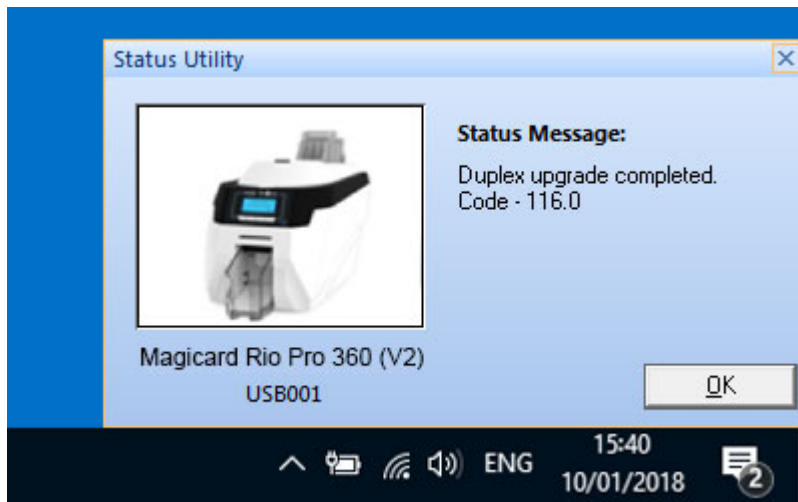 Status Utility
Status Message:
Duplex upgrade completed.
Code - 116.0
Magicard Rio Pro 360 (V2)
USB001
OK
ENG
15:40
10/01/2018
2